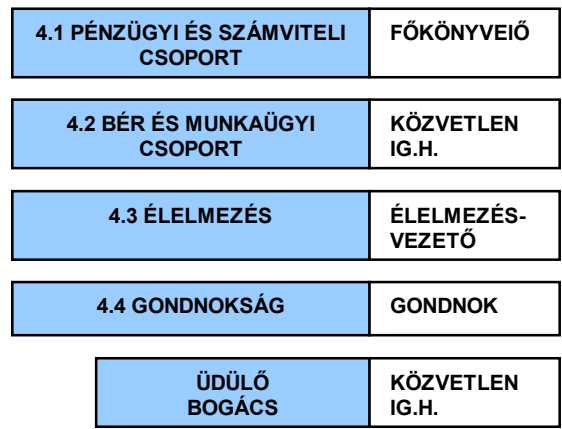 4.1 PÉNZÜGYI ÉS SZÁMVITELI
CSOPORT
FŐKÖNYVEIŐ
4.2 BÉR ÉS MUNKAÜGYI
CSOPORT
KÖZVETLEN
IG.H.
4.3 ÉLELMEZÉS
ÉLELMEZÉS-
VEZETŐ
4.4 GONDNOKSÁG
GONDNOK
ÜDÜLŐ
BOGÁCS
KÖZVETLEN
IG.H.